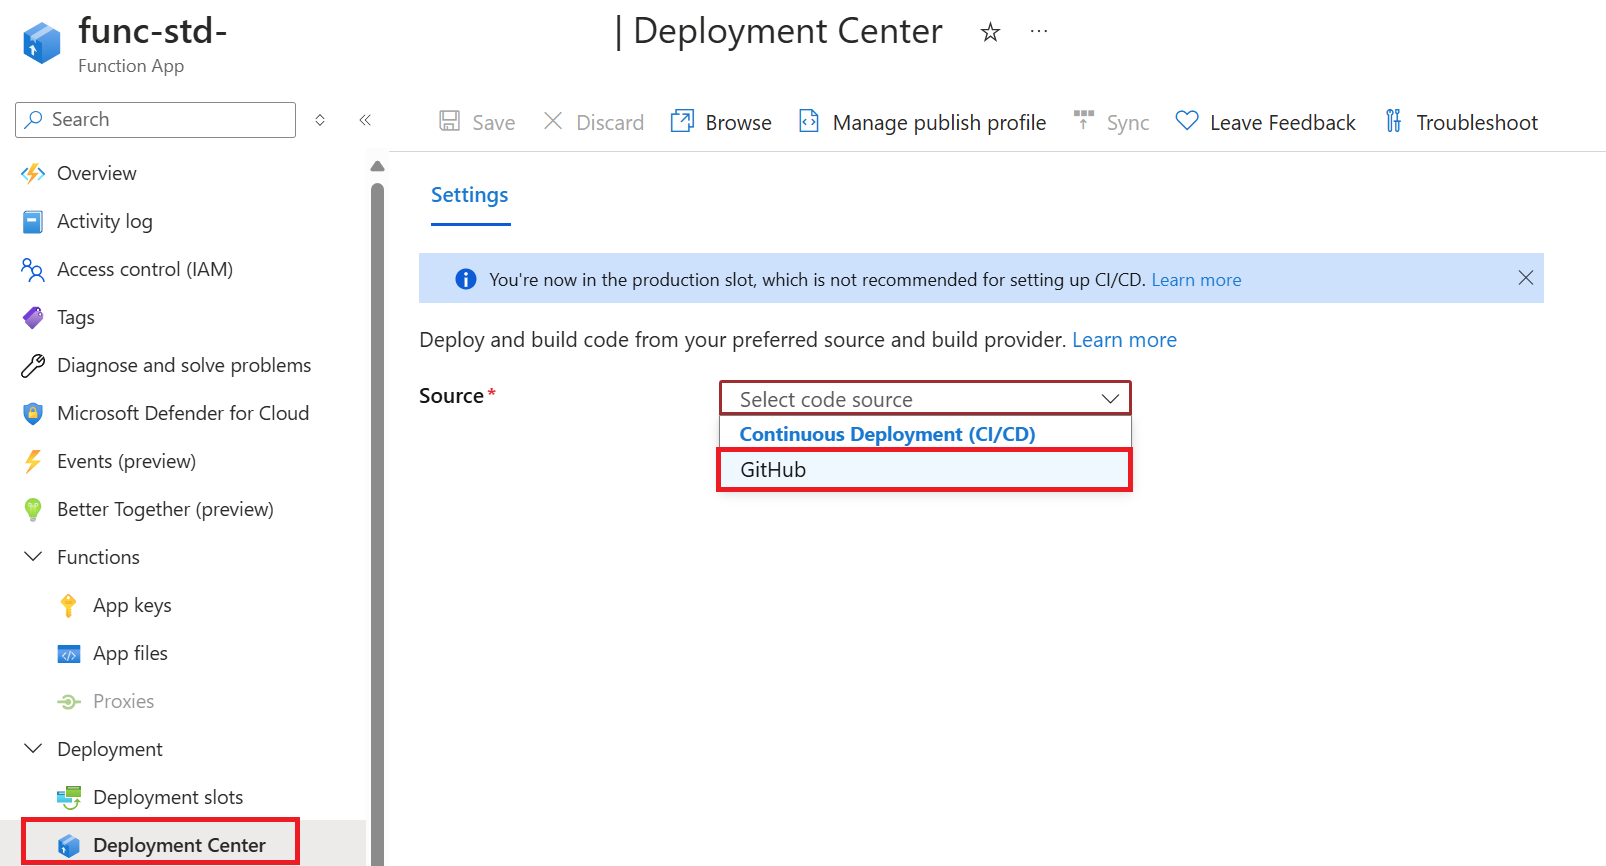 func-std- | Deployment Center
Function App
Search
Save Discard Browse Manage publish profile Sync Leave Feedback Troubleshoot
Overview
Activity log
Access control (IAM)
Tags
Diagnose and solve problems
Microsoft Defender for Cloud
Events (preview)
Better Together (preview)
Functions
App keys
App files
Proxies
Deployment
Deployment slots
Deployment Center
Settings
You're now in the production slot, which is not recommended for setting up CI/CD. Learn more
Deploy and build code from your preferred source and build provider. Learn more
Source* Select code source
Continuous Deployment (CI/CD)
GitHub